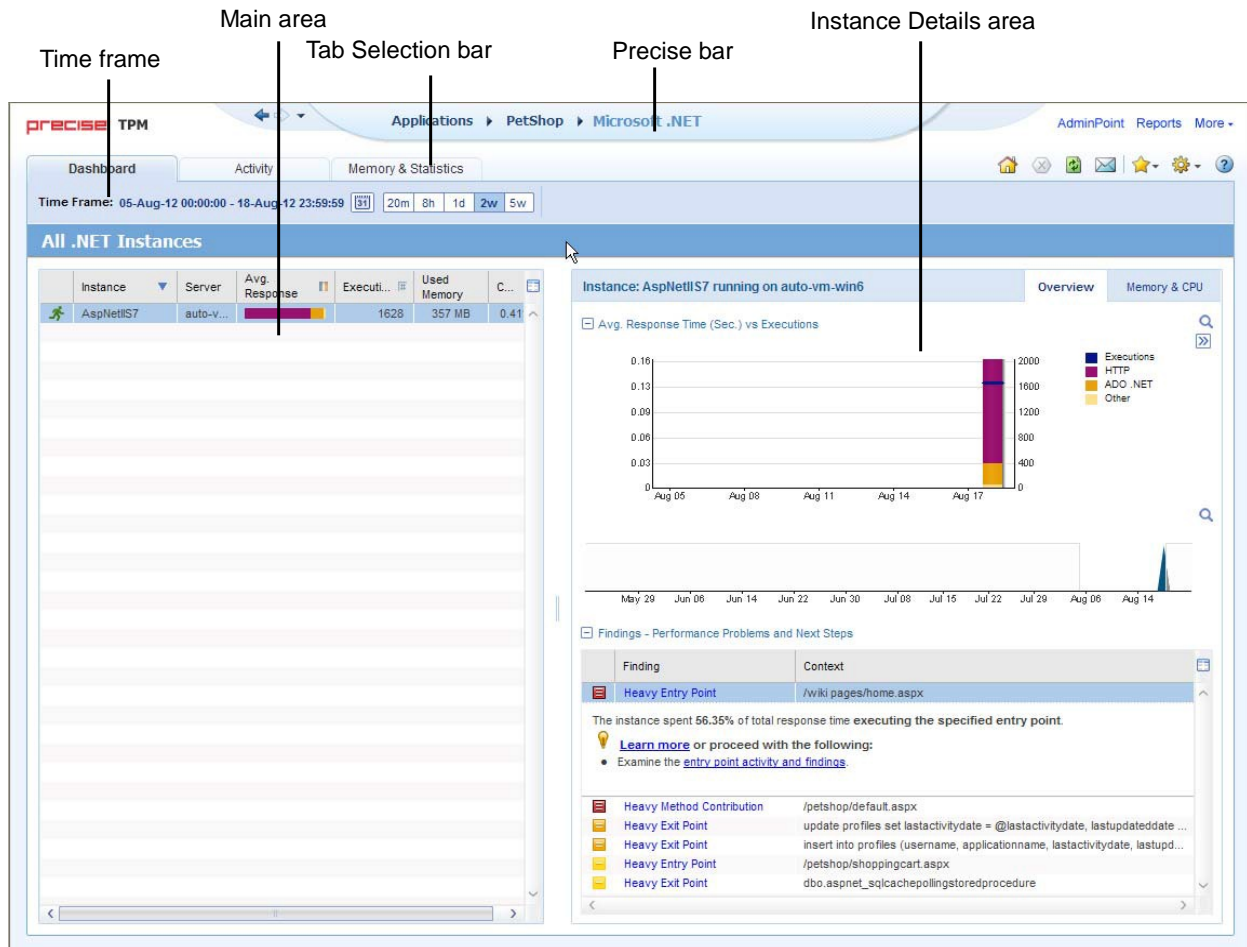 Main area
Instance Details area
Time frame
Tab Selection bar
Precise bar
precise TPM
Applications PetShop Microsoft .NET
AdminPoint Reports More
Dashboard Activity Memory & Statistics
Time Frame: 05-Aug-12 00:00:00 - 18-Aug-12 23:59:59 31 20m 8h 1d 2w 5w
All .NET Instances
Instance Server Avg. Response Executi... Used Memory C...
AspNetIIS7 auto-v... 1628 357 MB 0.41
Instance: AspNetIIS7 running on auto-vm-win6 Overview Memory & CPU
Avg. Response Time (Sec.) vs Executions
0.16 2000
0.13 1600
0.09 1200
0.06 800
0.03 400
0 0
Aug 05 Aug 08 Aug 11 Aug 14 Aug 17
Executions
HTTP
ADO .NET
Other
May 29 Jun 06 Jun 14 Jun 22 Jun 30 Jul 08 Jul 15 Jul 22 Jul 29 Aug 06 Aug 14
Findings - Performance Problems and Next Steps
Finding Context
Heavy Entry Point /wiki pages/home.aspx
The instance spent 56.35% of total response time executing the specified entry point.
Learn more or proceed with the following:
• Examine the entry point activity and findings.
Heavy Method Contribution /petshop/default.aspx
Heavy Exit Point update profiles set lastactivitydate = @lastactivitydate, lastupdateddate ...
Heavy Exit Point insert into profiles (username, applicationname, lastactivitydate, lastupd...
Heavy Entry Point /petshop/shoppingcart.aspx
Heavy Exit Point dbo.aspnet_sqlcachepollingstoredprocedure